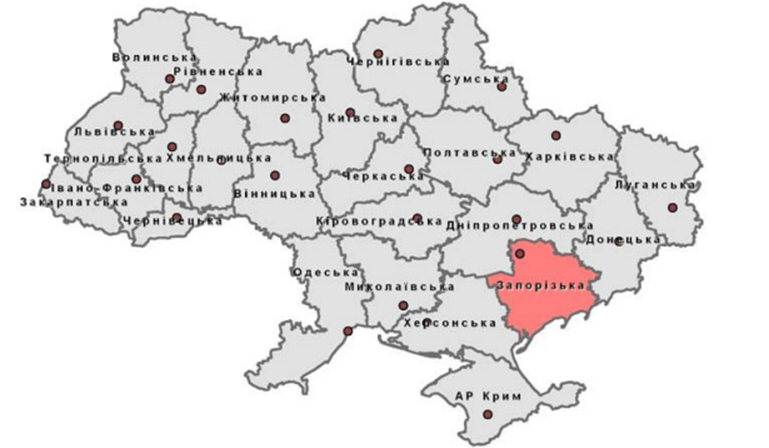 Волинська
Рівненська
Чернігівська
Сумська
Житомирська
Київська
Львівська
Тернопільська
Хмельницька
Полтавська
Харківська
Черкаська
Івано-Франківська
Закарпатська
Вінницька
Луганська
Чернівецька
Кіровоградська
Дніпропетровська
Донецька
Одеська
Миколаївська
Запорізька
Херсонська
АР Крим